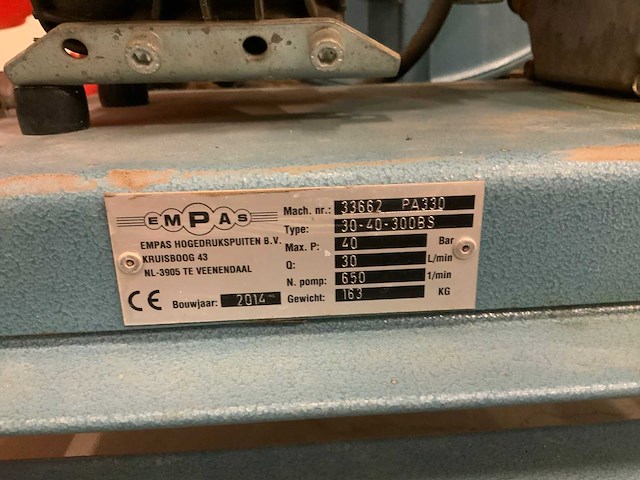 EMPAS
EMPAS HOGEDRUKSPUITEN B.V.
KRUISBOOG 43
NL-3905 TE VEENENDAAL
CE Bouwjaar: 2014
Mach. nr.: 33662 PA330
Type: 30-40-300BS
Max. P: 40 Bar
Q: 30 L/min
N. pomp: 650 1/min
Gewicht: 163 KG